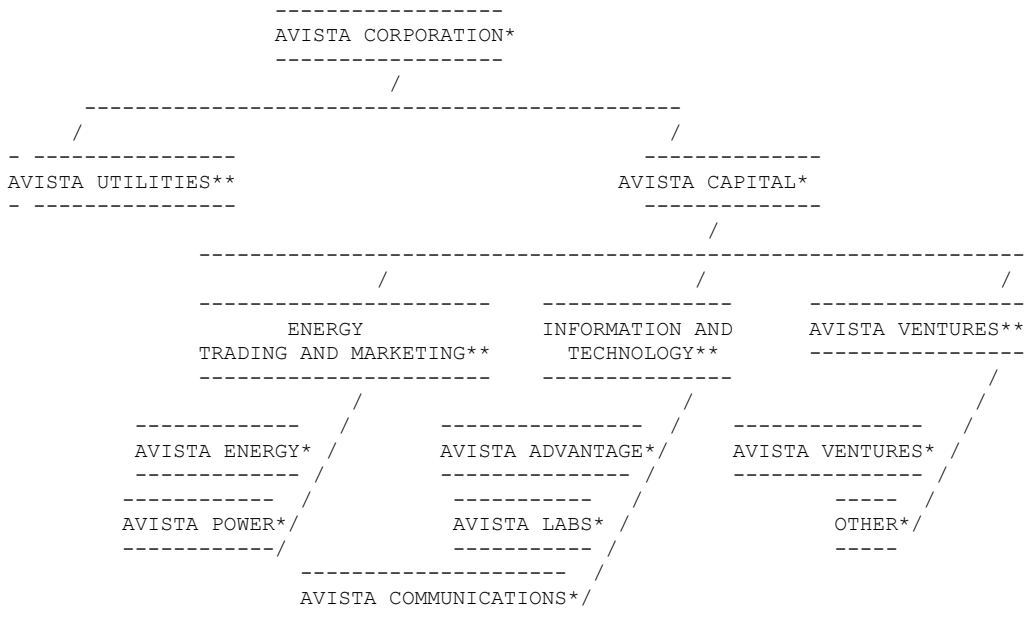 AVISTA CORPORATION*
AVISTA UTILITIES** AVISTA CAPITAL*
ENERGY INFORMATION AND AVISTA VENTURES**
TRADING AND MARKETING** TECHNOLOGY**
AVISTA ENERGY* AVISTA ADVANTAGE* AVISTA VENTURES*
AVISTA POWER* AVISTA LABS* OTHER*
AVISTA COMMUNICATIONS*